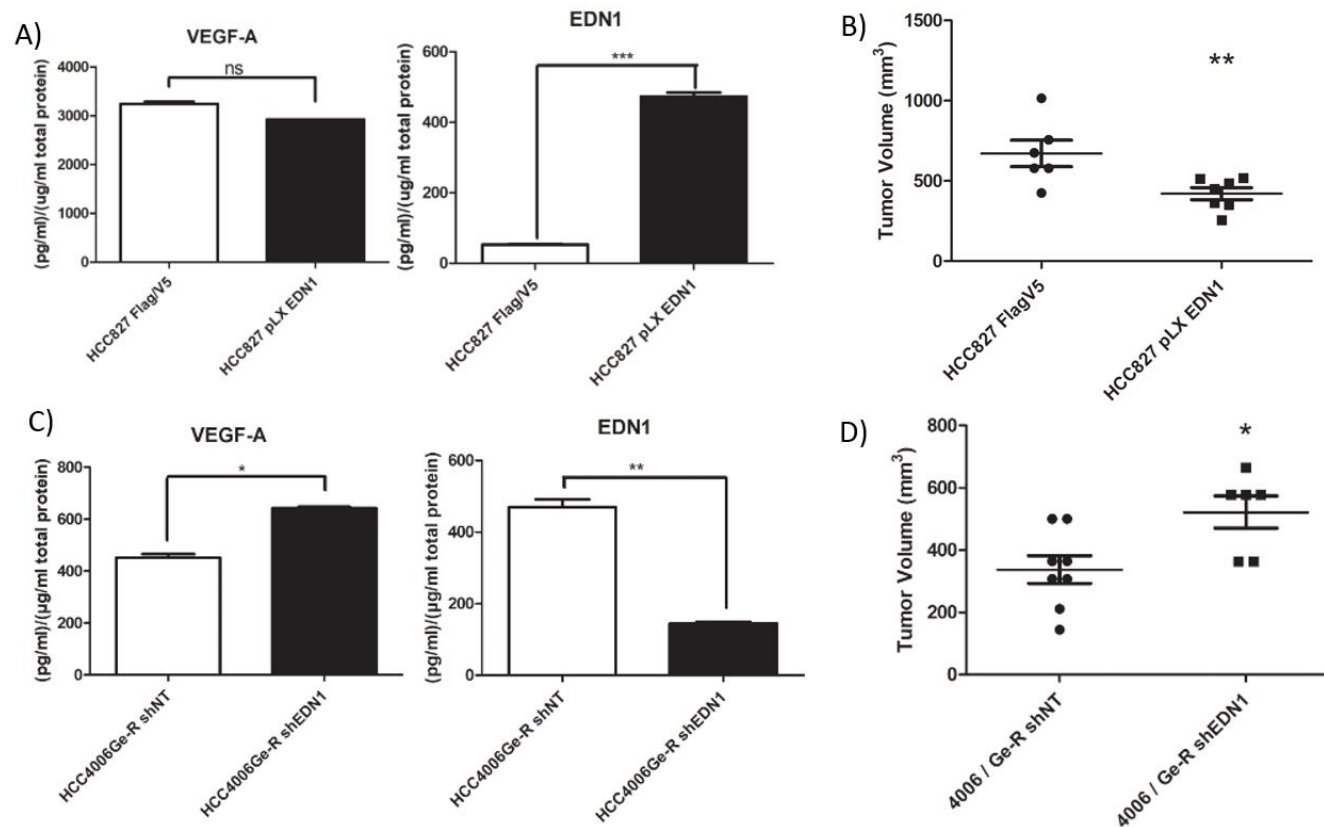 A)
VEGF-A
(pg/ml)/(ug/ml total protein)
4000
3000
2000
1000
0
ns
HCC827 Flag/V5
HCC827 pLX EDN1
EDN1
(pg/ml)/(ug/ml total protein)
600
400
200
0
***
HCC827 Flag/V5
HCC827 pLX EDN1
B)
Tumor Volume (mm³)
1500
1000
500
0
**
HCC827 FlagV5
HCC827 pLX EDN1
C)
VEGF-A
(pg/ml)/(µg/ml total protein)
800
600
400
200
0
*
HCC4006Ge-R shNT
HCC4006Ge-R shEDN1
EDN1
(pg/ml)/(µg/ml total protein)
600
400
200
0
**
HCC4006Ge-R shNT
HCC4006Ge-R shEDN1
D)
Tumor Volume (mm³)
800
600
400
200
0
*
4006 / Ge-R shNT
4006 / Ge-R shEDN1